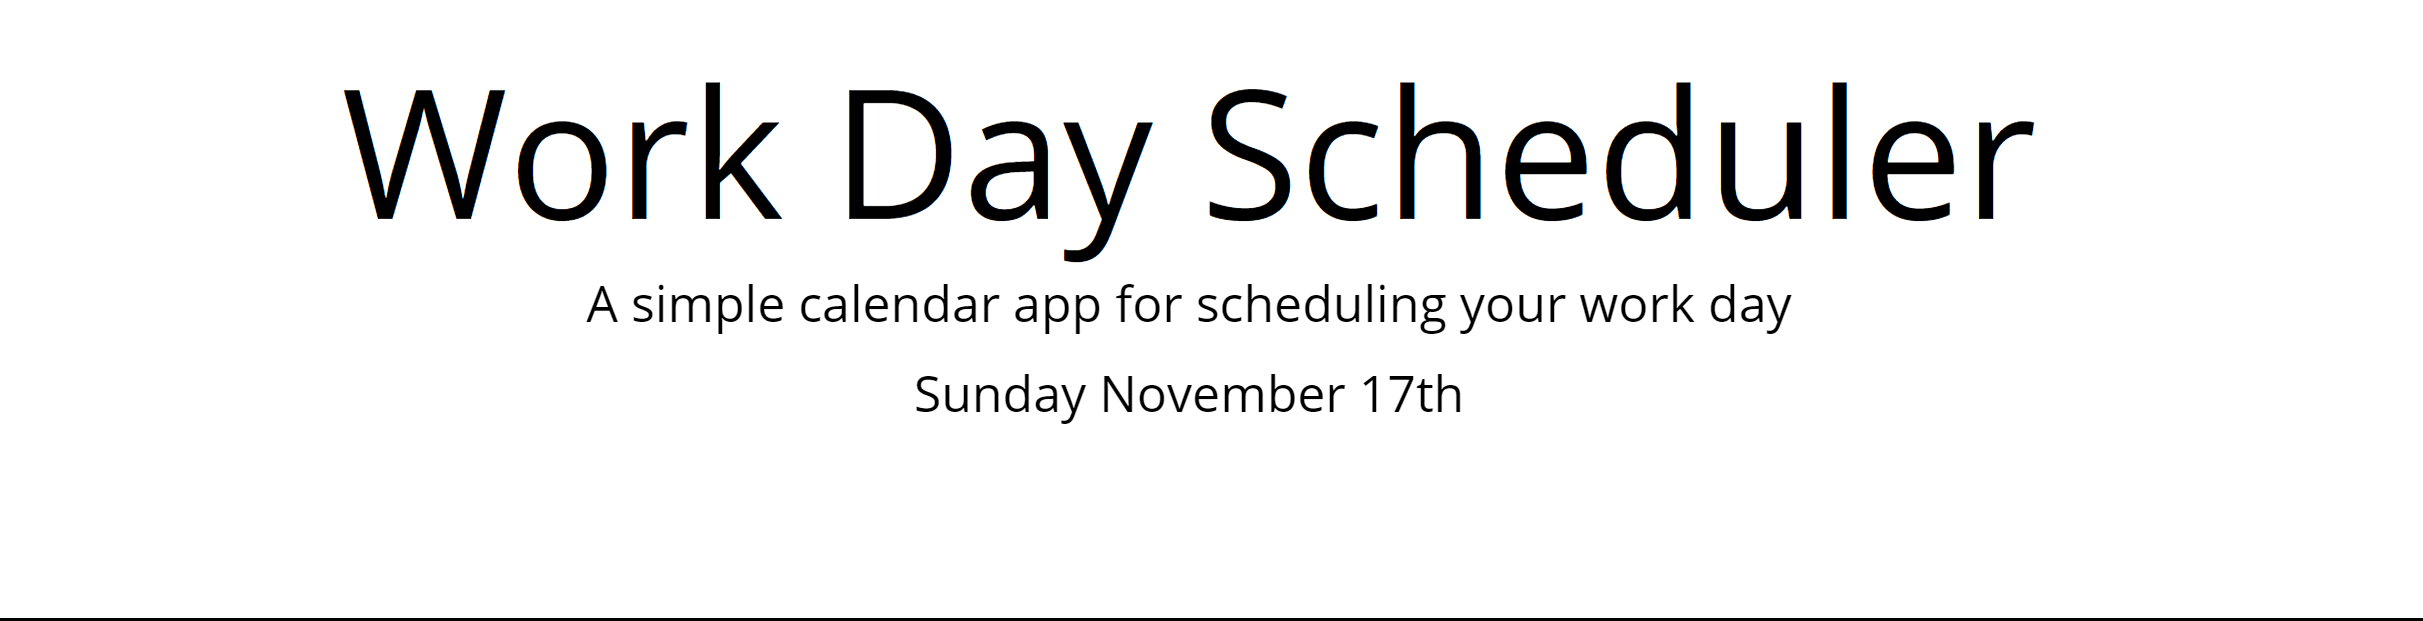 Work Day Scheduler
A simple calendar app for scheduling your work day
Sunday November 17th